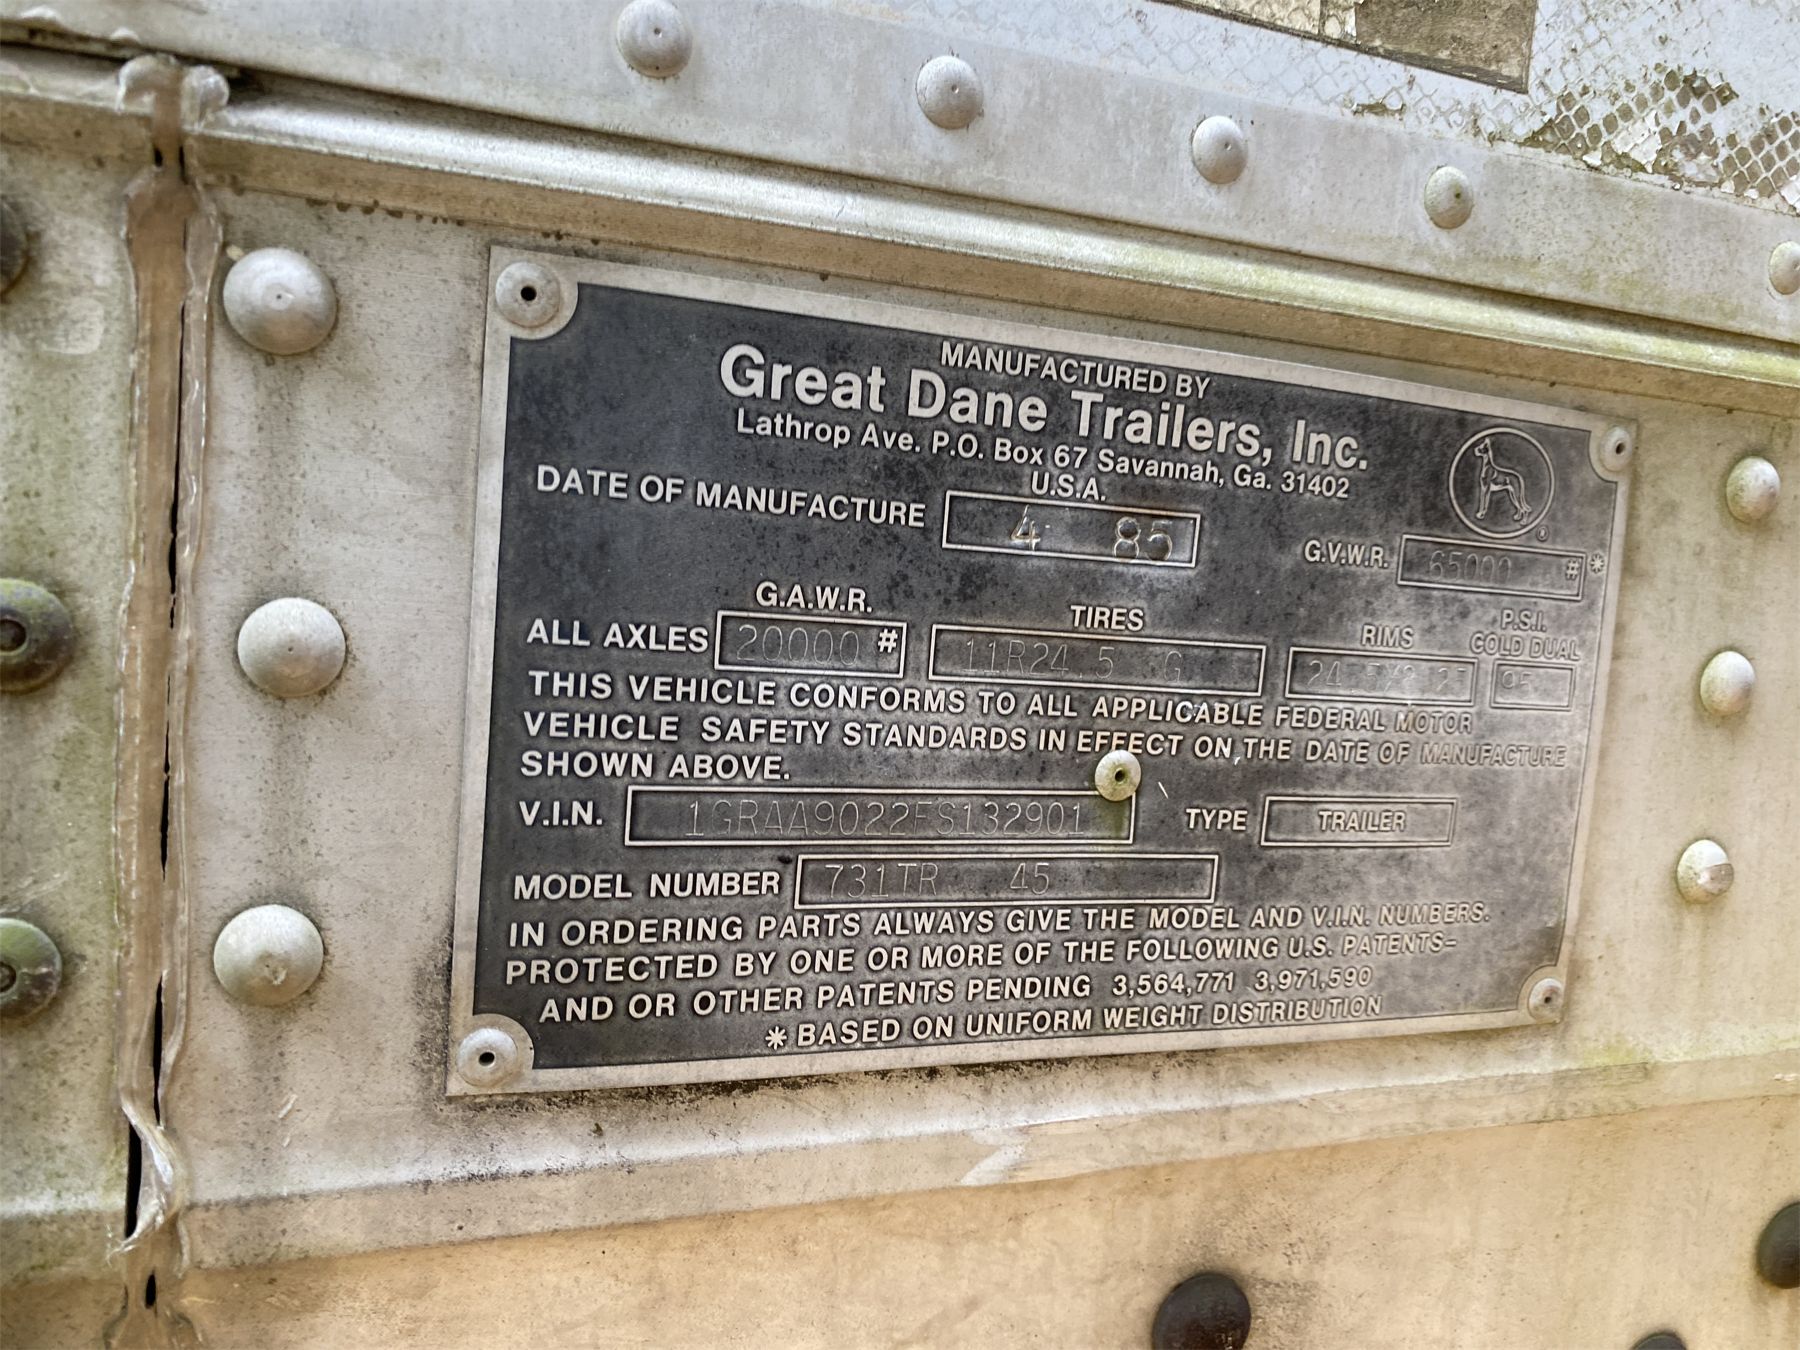 MANUFACTURED BY
Great Dane Trailers, Inc.
Lathrop Ave. P.O. Box 67 Savannah, Ga. 31402
U.S.A.
DATE OF MANUFACTURE 4 85
G.V.W.R. 65000 # *
ALL AXLES G.A.W.R. 20000 # TIRES 11R24.5 G RIMS 24.5X8.25 P.S.I. COLD DUAL 95
THIS VEHICLE CONFORMS TO ALL APPLICABLE FEDERAL MOTOR
VEHICLE SAFETY STANDARDS IN EFFECT ON THE DATE OF MANUFACTURE
SHOWN ABOVE.
V.I.N. 1GRAA9022FS132901 TYPE TRAILER
MODEL NUMBER 731TR 45
IN ORDERING PARTS ALWAYS GIVE THE MODEL AND V.I.N. NUMBERS.
PROTECTED BY ONE OR MORE OF THE FOLLOWING U.S. PATENTS-
AND OR OTHER PATENTS PENDING 3,564,771 3,971,590
* BASED ON UNIFORM WEIGHT DISTRIBUTION